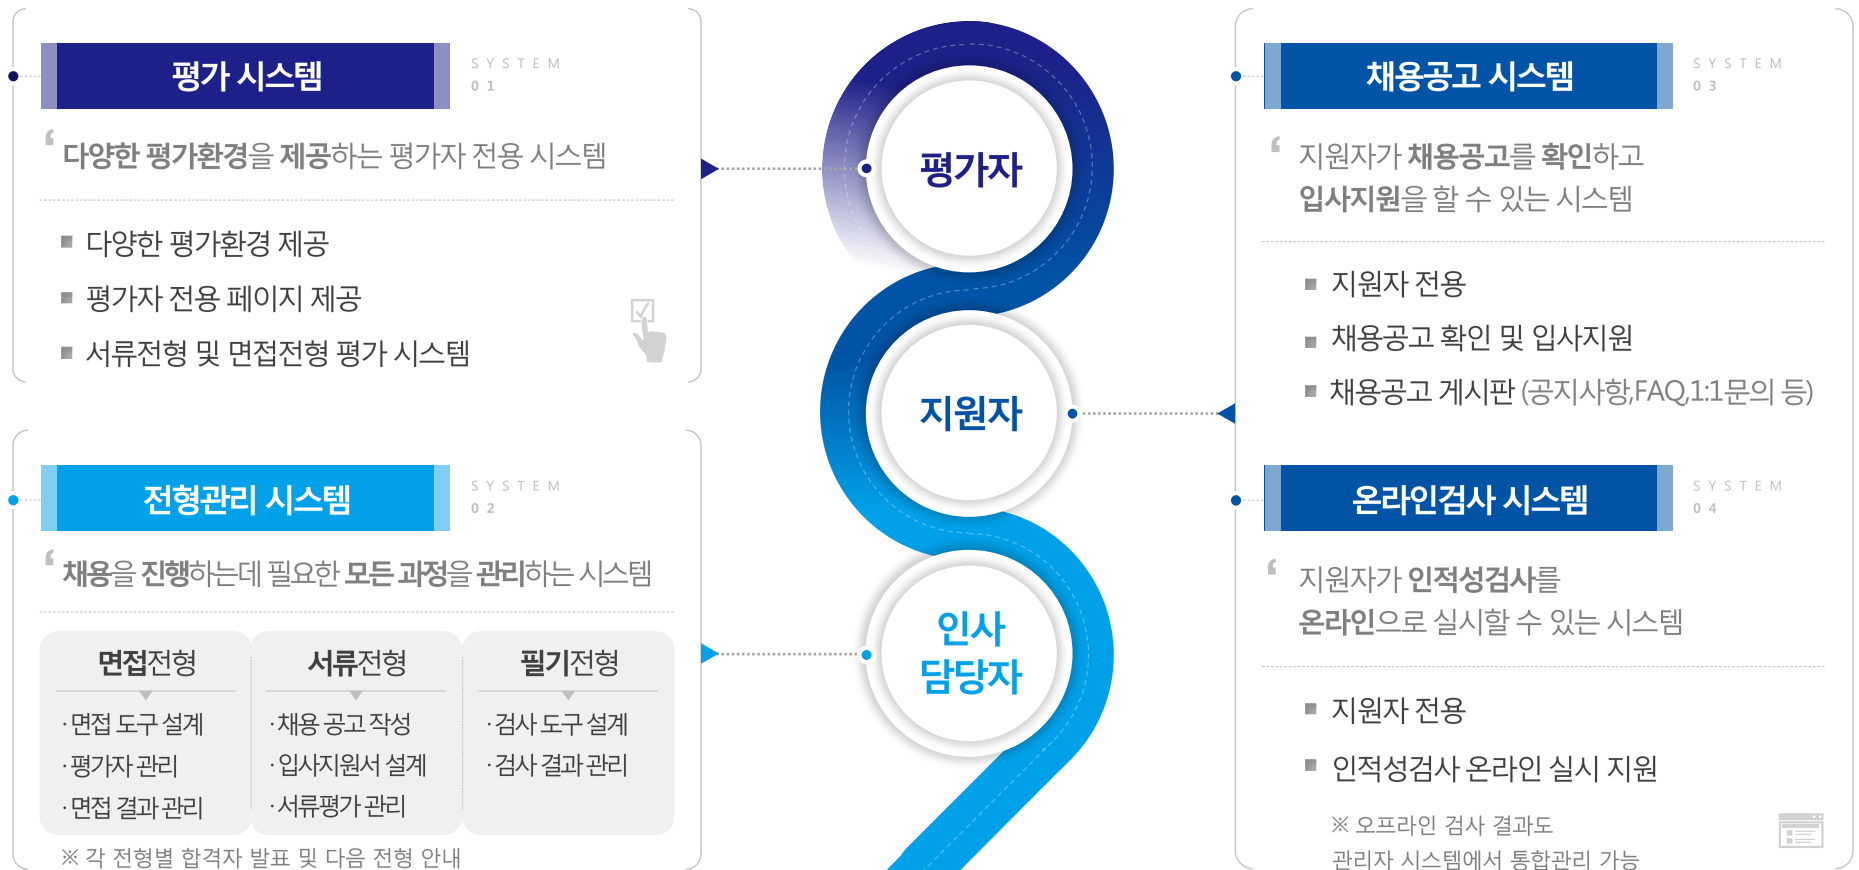 평가 시스템
SYSTEM
01
다양한 평가환경을 제공하는 평가자 전용 시스템
다양한 평가환경 제공
평가자 전용 페이지 제공
서류전형 및 면접전형 평가 시스템
전형관리 시스템
SYSTEM
02
채용을 진행하는데 필요한 모든 과정을 관리하는 시스템
면접전형
· 면접 도구 설계
· 평가자 관리
· 면접 결과 관리
서류전형
· 채용 공고 작성
· 입사지원서 설계
· 서류평가 관리
필기전형
· 검사 도구 설계
· 검사 결과 관리
※ 각 전형별 합격자 발표 및 다음 전형 안내
평가자
지원자
인사
담당자
채용공고 시스템
SYSTEM
03
지원자가 채용공고를 확인하고
입사지원을 할 수 있는 시스템
지원자 전용
채용공고 확인 및 입사지원
채용공고 게시판 (공지사항,FAQ,1:1문의 등)
온라인검사 시스템
SYSTEM
04
지원자가 인적성검사를
온라인으로 실시할 수 있는 시스템
지원자 전용
인적성검사 온라인 실시 지원
※ 오프라인 검사 결과도
관리자 시스템에서 통합관리 가능